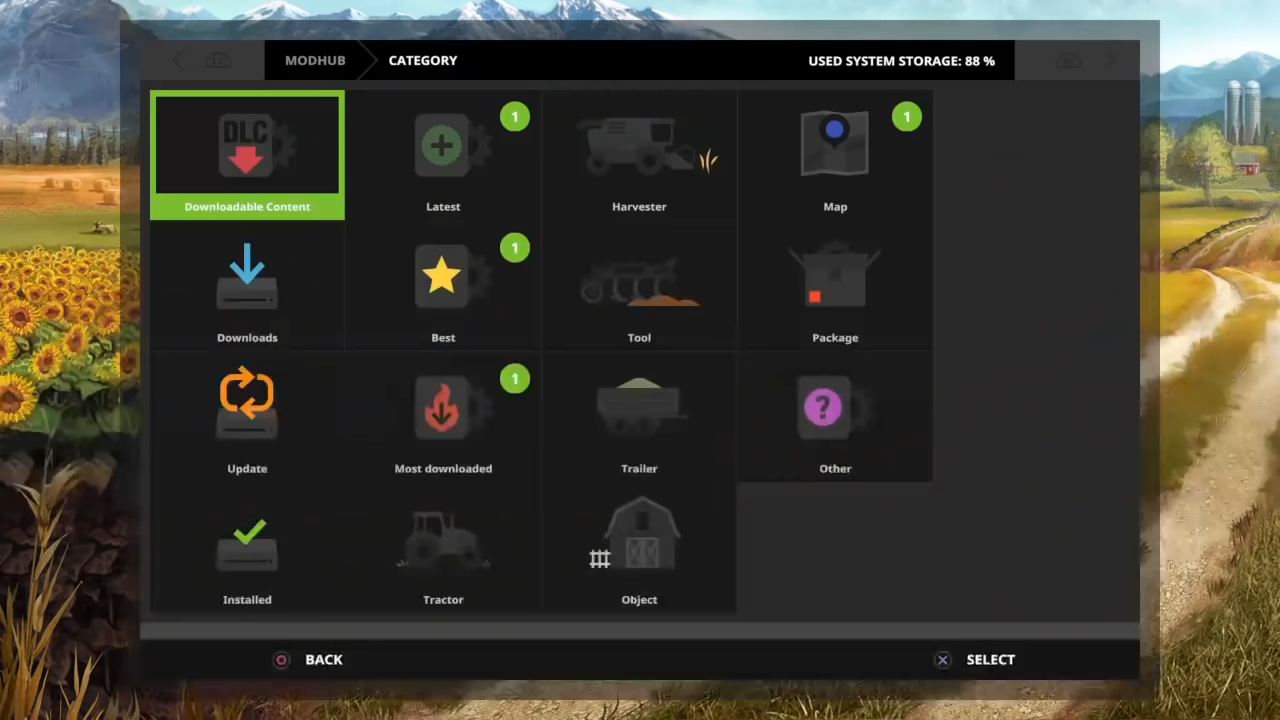 MODHUB
CATEGORY
USED SYSTEM STORAGE: 88 %
DLC
1
1
Downloadable Content
Latest
Harvester
Map
1
Downloads
Best
Tool
Package
1
?
Update
Most downloaded
Trailer
Other
Installed
Tractor
Object
BACK
SELECT